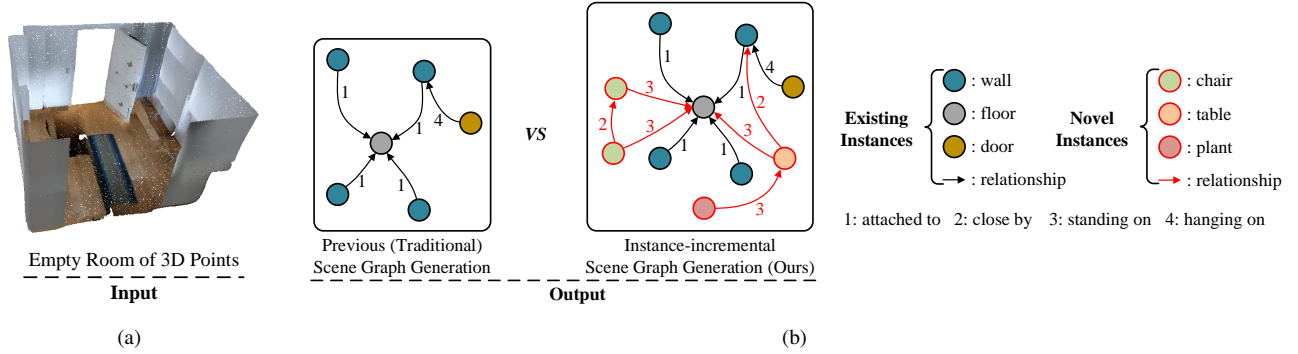 Empty Room of 3D Points
Input
(a)
1
1
4
1
1
Previous (Traditional)
Scene Graph Generation
VS
1
4
3
1
2
2
3
3
1
1
3
Instance-incremental
Scene Graph Generation (Ours)
Output
(b)
Existing
Instances
: wall
: floor
: door
: relationship
Novel
Instances
: chair
: table
: plant
: relationship
1: attached to 2: close by 3: standing on 4: hanging on